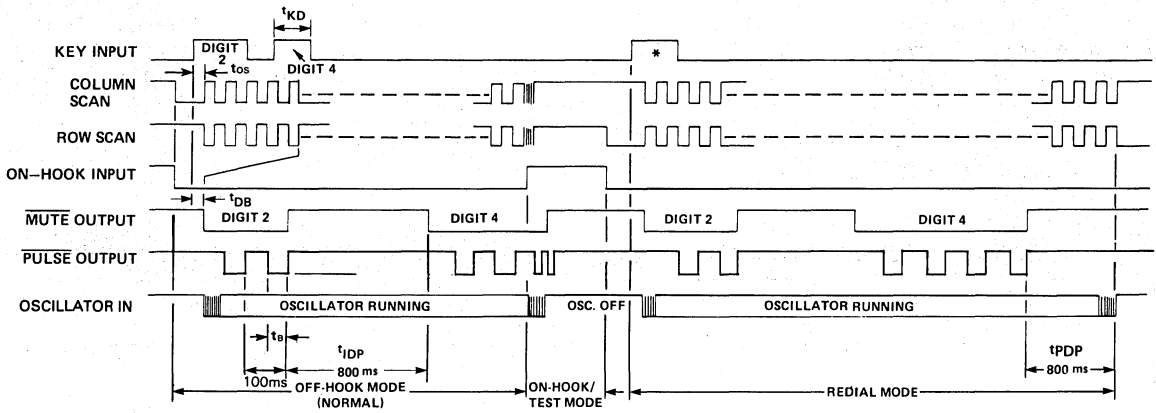 tKD
KEY INPUT
DIGIT
2
DIGIT 4
*
tOS
COLUMN
SCAN
ROW SCAN
ON–HOOK INPUT
tDB
MUTE OUTPUT
DIGIT 2
DIGIT 4
DIGIT 2
DIGIT 4
PULSE OUTPUT
OSCILLATOR IN
OSCILLATOR RUNNING
OSC. OFF
OSCILLATOR RUNNING
tB
tIDP
800 ms
100ms
tPDP
800 ms
OFF-HOOK MODE
(NORMAL)
ON-HOOK/
TEST MODE
REDIAL MODE